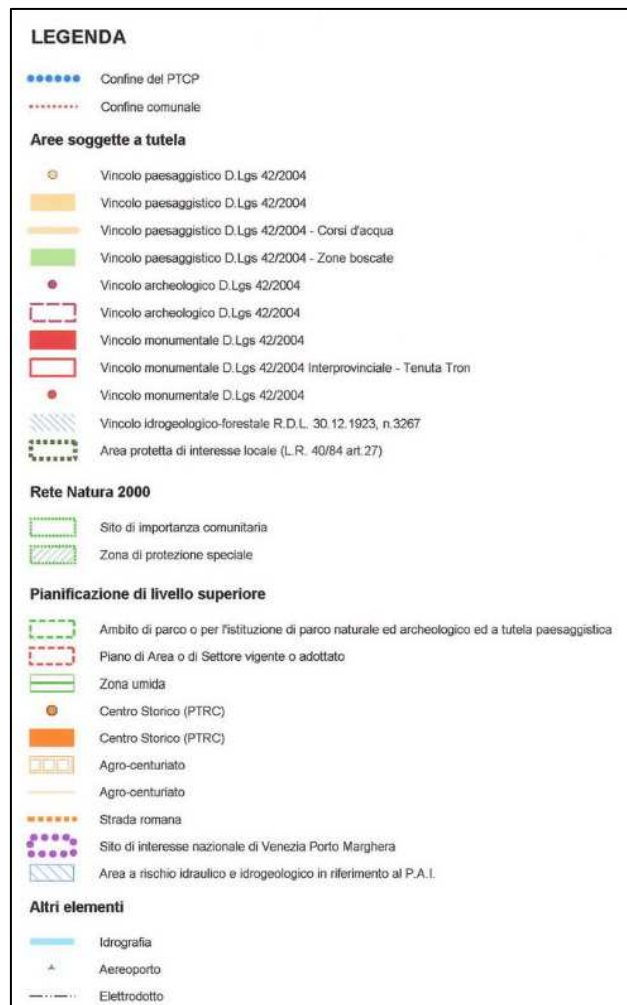 LEGENDA
Confine del PTCP
Confine comunale
Aree soggette a tutela
Vincolo paesaggistico D.Lgs 42/2004
Vincolo paesaggistico D.Lgs 42/2004
Vincolo paesaggistico D.Lgs 42/2004 - Corsi d'acqua
Vincolo paesaggistico D.Lgs 42/2004 - Zone boscate
Vincolo archeologico D.Lgs 42/2004
Vincolo archeologico D.Lgs 42/2004
Vincolo monumentale D.Lgs 42/2004
Vincolo monumentale D.Lgs 42/2004 Interprovinciale - Tenuta Tron
Vincolo monumentale D.Lgs 42/2004
Vincolo idrogeologico-forestale R.D.L. 30.12.1923, n.3267
Area protetta di interesse locale (L.R. 40/84 art.27)
Rete Natura 2000
Sito di importanza comunitaria
Zona di protezione speciale
Pianificazione di livello superiore
Ambito di parco o per l'istituzione di parco naturale ed archeologico ed a tutela paesaggistica
Piano di Area o di Settore vigente o adottato
Zona umida
Centro Storico (PTRC)
Centro Storico (PTRC)
Agro-centuriato
Agro-centuriato
Strada romana
Sito di interesse nazionale di Venezia Porto Marghera
Area a rischio idraulico e idrogeologico in riferimento al P.A.I.
Altri elementi
Idrografia
Aereoporto
Elettrodotto